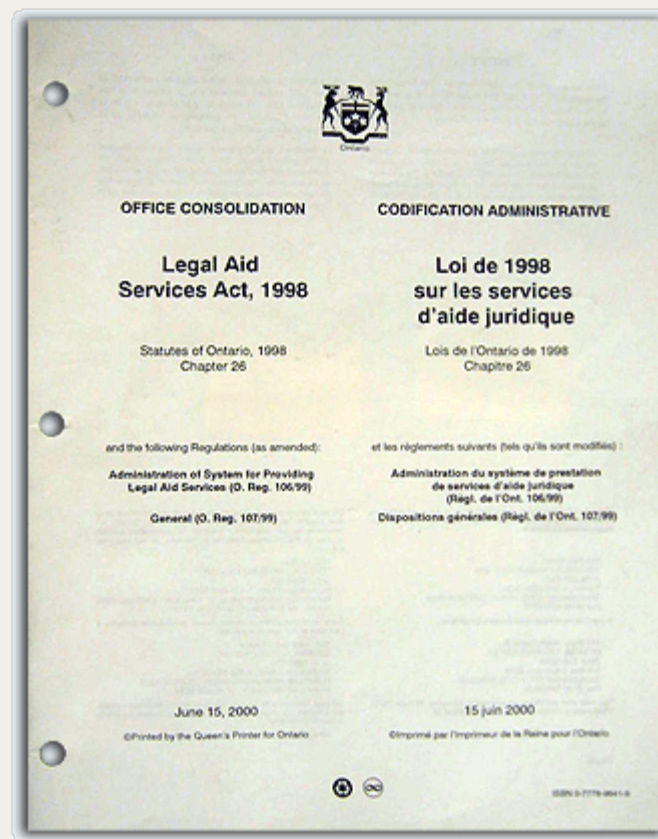 Ontario
OFFICE CONSOLIDATION
Legal Aid
Services Act, 1998
Statutes of Ontario, 1998
Chapter 26
and the following Regulations (as amended):
Administration of System for Providing
Legal Aid Services (O. Reg. 106/99)
General (O. Reg. 107/99)
June 15, 2000
©Printed by the Queen's Printer for Ontario
CODIFICATION ADMINISTRATIVE
Loi de 1998
sur les services
d'aide juridique
Lois de l'Ontario de 1998
Chapitre 26
et les règlements suivants (tels qu'ils sont modifiés) :
Administration du système de prestation
de services d'aide juridique
(Règl. de l'Ont. 106/99)
Dispositions générales (Règl. de l'Ont. 107/99)
15 juin 2000
©Imprimé par l'Imprimeur de la Reine pour l'Ontario
ISBN